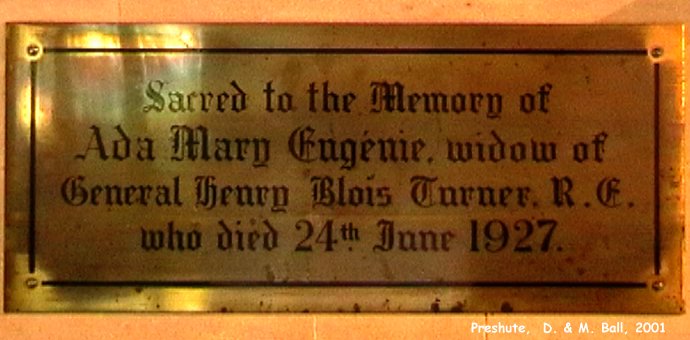 Sacred to the Memory of
Ada Mary Eugénie, widow of
General Henry Blois Turner, R.E.
who died 24th June 1927.
Preshute, D. & M. Ball, 2001